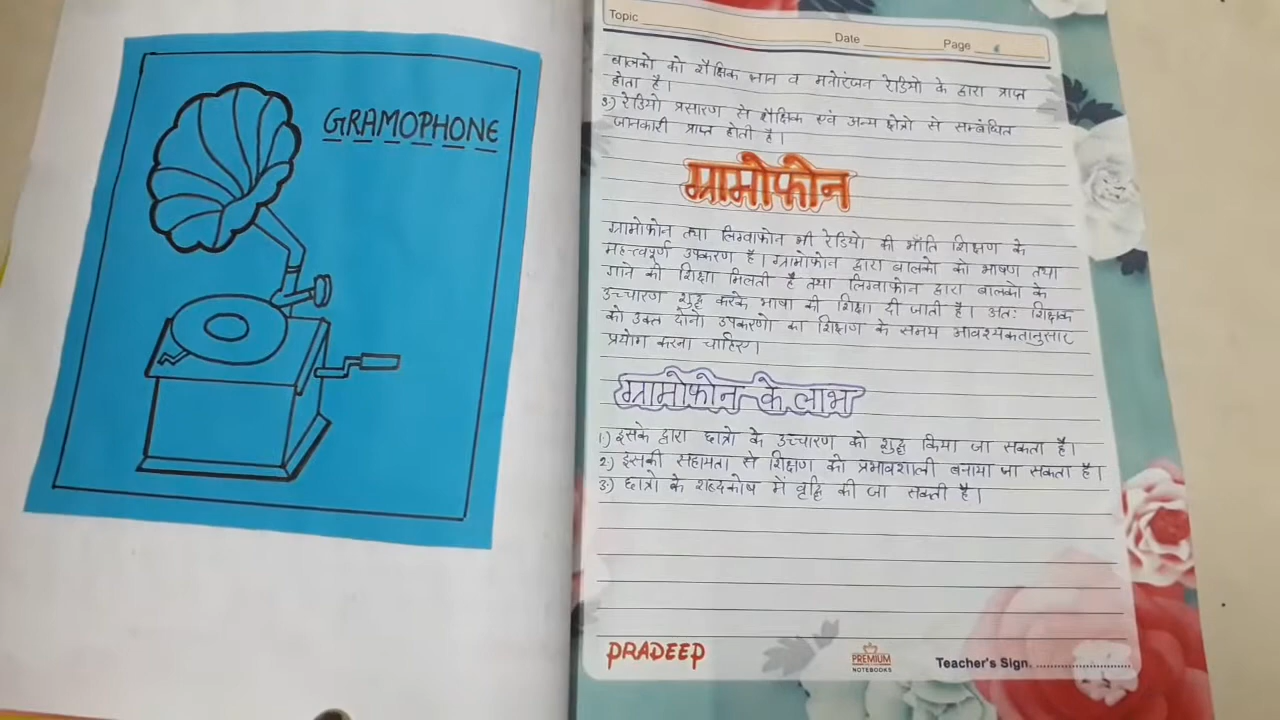 GRAMOPHONE
Topic
Date
Page
बालको को शैक्षिक लाभ व मनोरंजन रेडियो के द्वारा प्राप्त
होता है।
3.) रेडियो प्रसारण से शैक्षिक एवं अन्य क्षेत्रो से सम्बंधित
जानकारी प्राप्त होती है।
ग्रामोफोन
ग्रामोफोन तथा लिग्वाफोन भी रेडियो की भाँति शिक्षण के
महत्त्वपूर्ण उपकरण है। ग्रामोफोन द्वारा बालको को भाषण तथा
गाने की शिक्षा मिलती है तथा लिग्वाफोन द्वारा बालको के
उच्चारण शुद्ध करके भाषा की शिक्षा दी जाती है। अतः शिक्षक
को उक्त दोनो उपकरणो का शिक्षण के समय आवश्यकतानुसार
प्रयोग करना चाहिए।
ग्रामोफोन के लाभ
1.) इसके द्वारा छात्रो के उच्चारण को शुद्ध किया जा सकता है।
2.) इसकी सहायता से शिक्षण को प्रभावशाली बनाया जा सकता है।
3.) छात्रो के शब्दकोष में वृद्धि की जा सकती है।
PRADEEP
PREMIUM
NOTEBOOKS
Teacher's Sign.